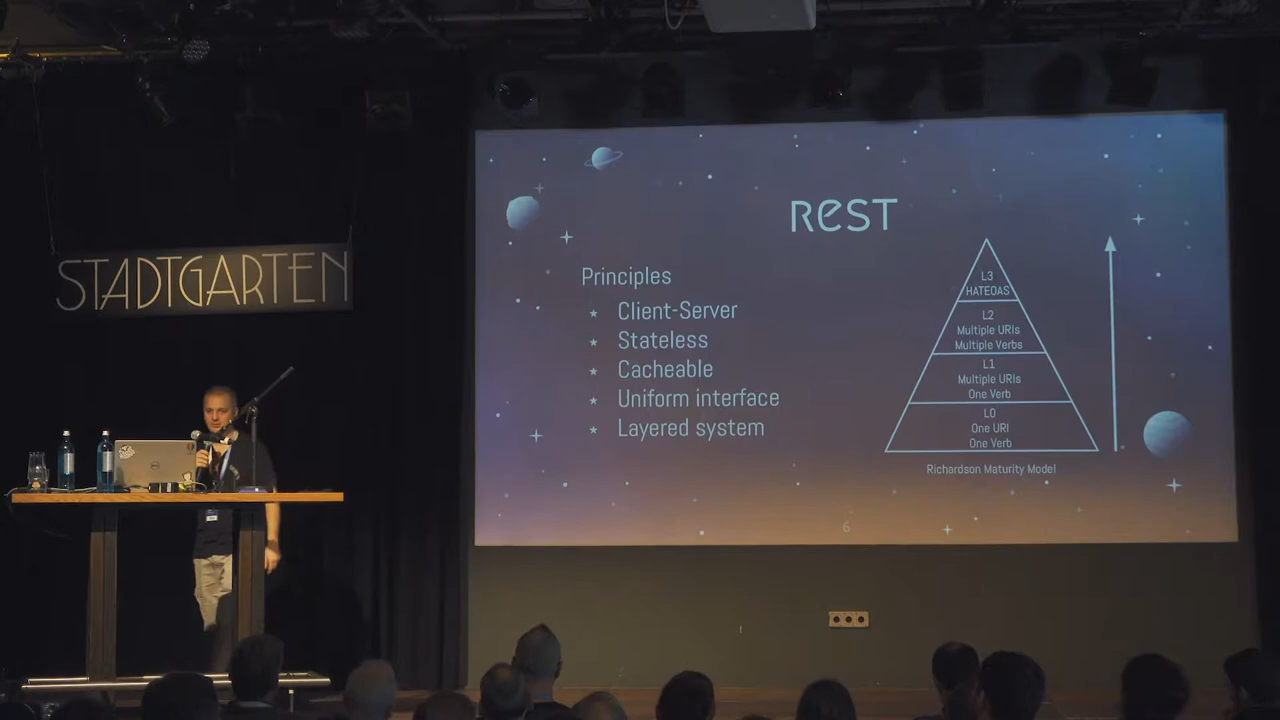 STADTGARTEN
REST
Principles
Client-Server
Stateless
Cacheable
Uniform interface
Layered system
L3
HATEOAS
L2
Multiple URIs
Multiple Verbs
L1
Multiple URIs
One Verb
L0
One URI
One Verb
Richardson Maturity Model
6